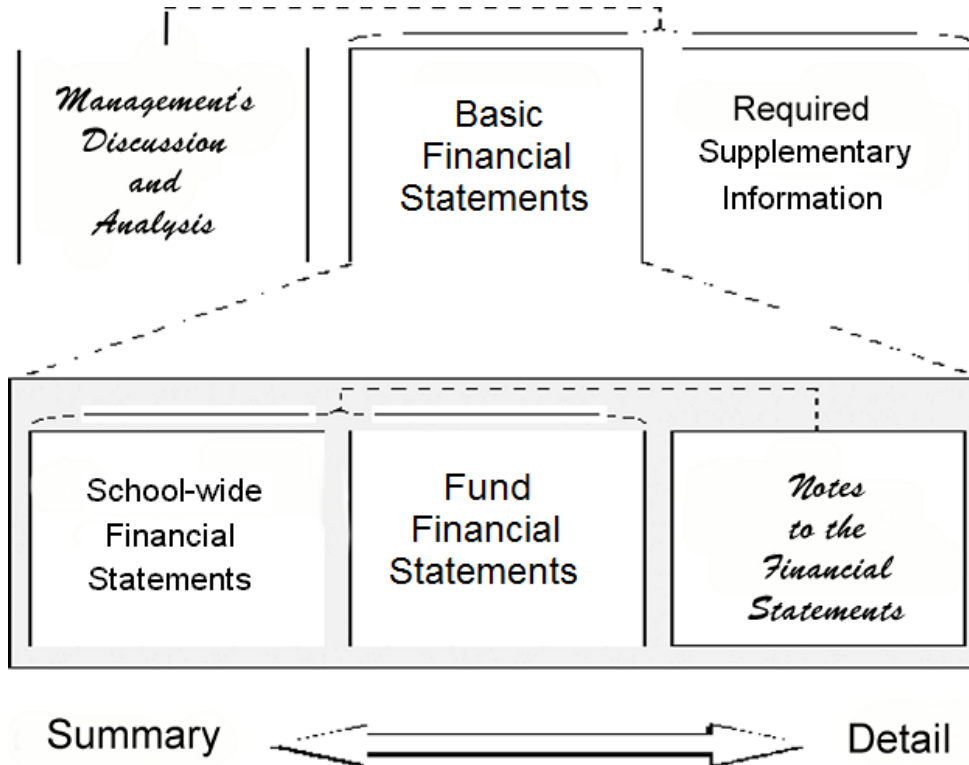 Management's
Discussion
and
Analysis
Basic
Financial
Statements
Required
Supplementary
Information
School-wide
Financial
Statements
Fund
Financial
Statements
Notes
to the
Financial
Statements
Summary
Detail